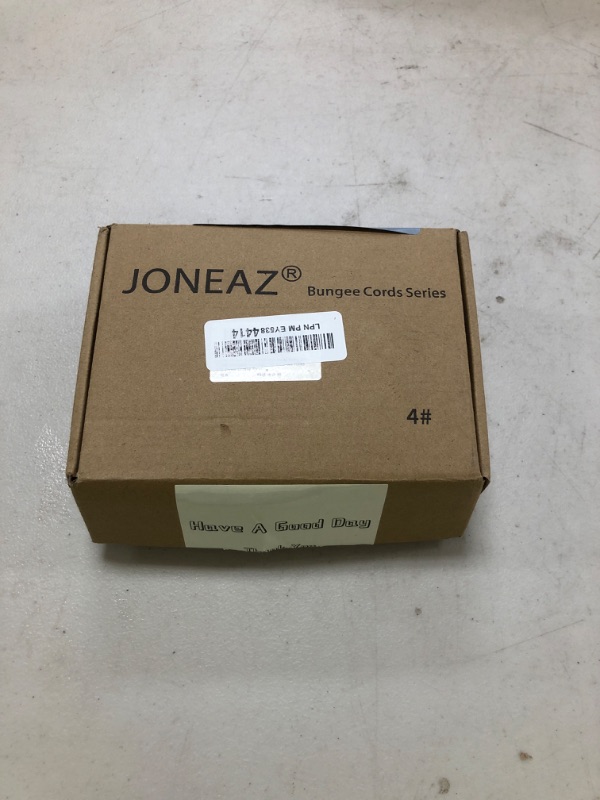 JONEAZ® Bungee Cords Series
LPN PM EYS384414
4#
Have A Good Day